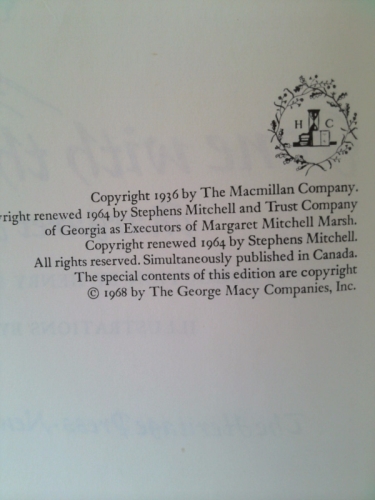 H C
Copyright 1936 by The Macmillan Company.
yright renewed 1964 by Stephens Mitchell and Trust Company
of Georgia as Executors of Margaret Mitchell Marsh.
Copyright renewed 1964 by Stephens Mitchell.
All rights reserved. Simultaneously published in Canada.
The special contents of this edition are copyright
© 1968 by The George Macy Companies, Inc.